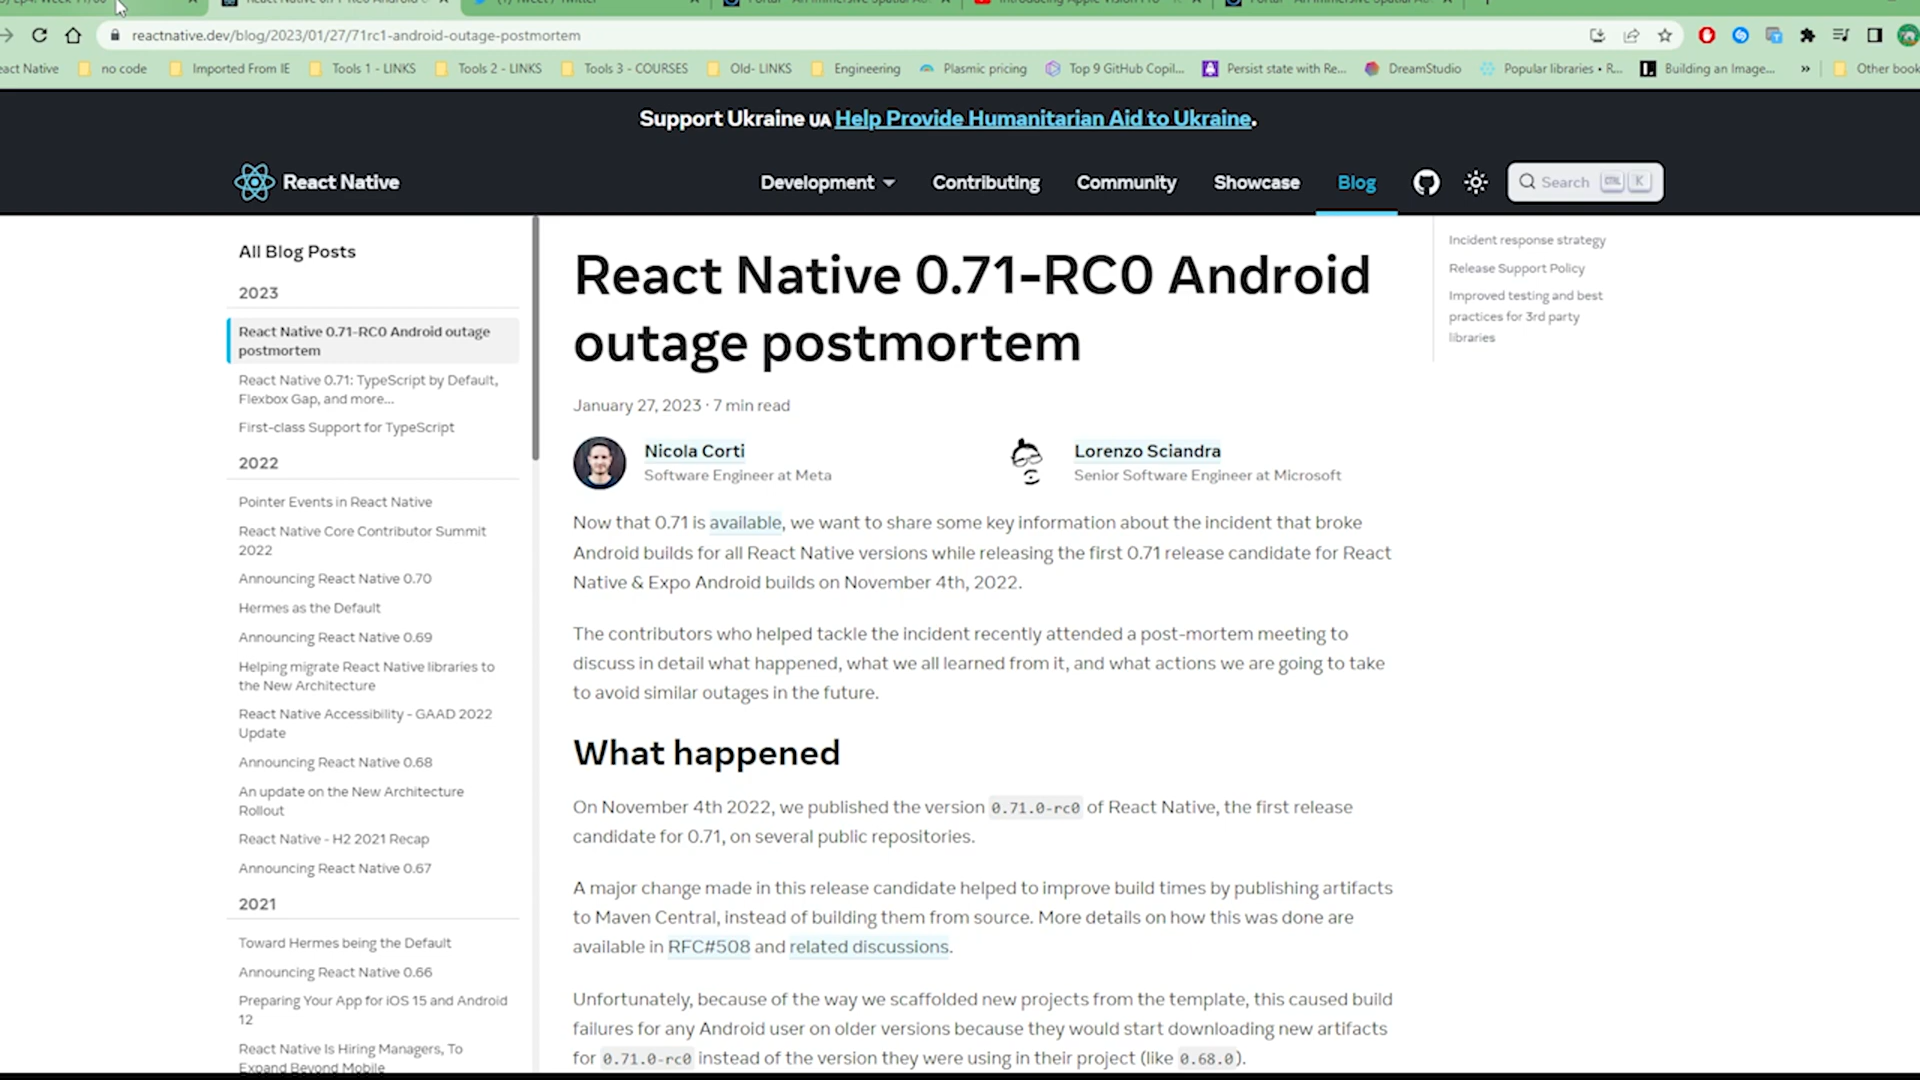 reactnative.dev/blog/2023/01/27/71rc1-android-outage-postmortem
eact Native
no code
Imported From IE
Tools 1 - LINKS
Tools 2 - LINKS
Tools 3 - COURSES
Old- LINKS
Engineering
Plasmic pricing
Top 9 GitHub Copil...
Persist state with Re...
DreamStudio
Popular libraries • R...
Building an Image...
»
Other book
Support Ukraine UA Help Provide Humanitarian Aid to Ukraine.
React Native
Development
Contributing
Community
Showcase
Blog
Search CTRL K
All Blog Posts
2023
React Native 0.71-RC0 Android outage
postmortem
React Native 0.71: TypeScript by Default,
Flexbox Gap, and more...
First-class Support for TypeScript
2022
Pointer Events in React Native
React Native Core Contributor Summit
2022
Announcing React Native 0.70
Hermes as the Default
Announcing React Native 0.69
Helping migrate React Native libraries to
the New Architecture
React Native Accessibility - GAAD 2022
Update
Announcing React Native 0.68
An update on the New Architecture
Rollout
React Native - H2 2021 Recap
Announcing React Native 0.67
2021
Toward Hermes being the Default
Announcing React Native 0.66
Preparing Your App for iOS 15 and Android
12
React Native Is Hiring Managers, To
Expand Beyond Mobile
React Native 0.71-RC0 Android
outage postmortem
January 27, 2023 · 7 min read
Nicola Corti
Software Engineer at Meta
Lorenzo Sciandra
Senior Software Engineer at Microsoft
Now that 0.71 is available, we want to share some key information about the incident that broke
Android builds for all React Native versions while releasing the first 0.71 release candidate for React
Native & Expo Android builds on November 4th, 2022.
The contributors who helped tackle the incident recently attended a post-mortem meeting to
discuss in detail what happened, what we all learned from it, and what actions we are going to take
to avoid similar outages in the future.
What happened
On November 4th 2022, we published the version 0.71.0-rc0 of React Native, the first release
candidate for 0.71, on several public repositories.
A major change made in this release candidate helped to improve build times by publishing artifacts
to Maven Central, instead of building them from source. More details on how this was done are
available in RFC#508 and related discussions.
Unfortunately, because of the way we scaffolded new projects from the template, this caused build
failures for any Android user on older versions because they would start downloading new artifacts
for 0.71.0-rc0 instead of the version they were using in their project (like 0.68.0).
Incident response strategy
Release Support Policy
Improved testing and best
practices for 3rd party
libraries